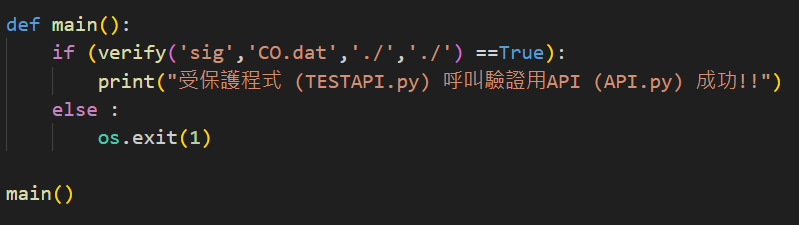 def main():
    if (verify('sig','CO.dat','./','./') ==True):
        print("受保護程式 (TESTAPI.py) 呼叫驗證用API (API.py) 成功!!")
    else :
        os.exit(1)
main()